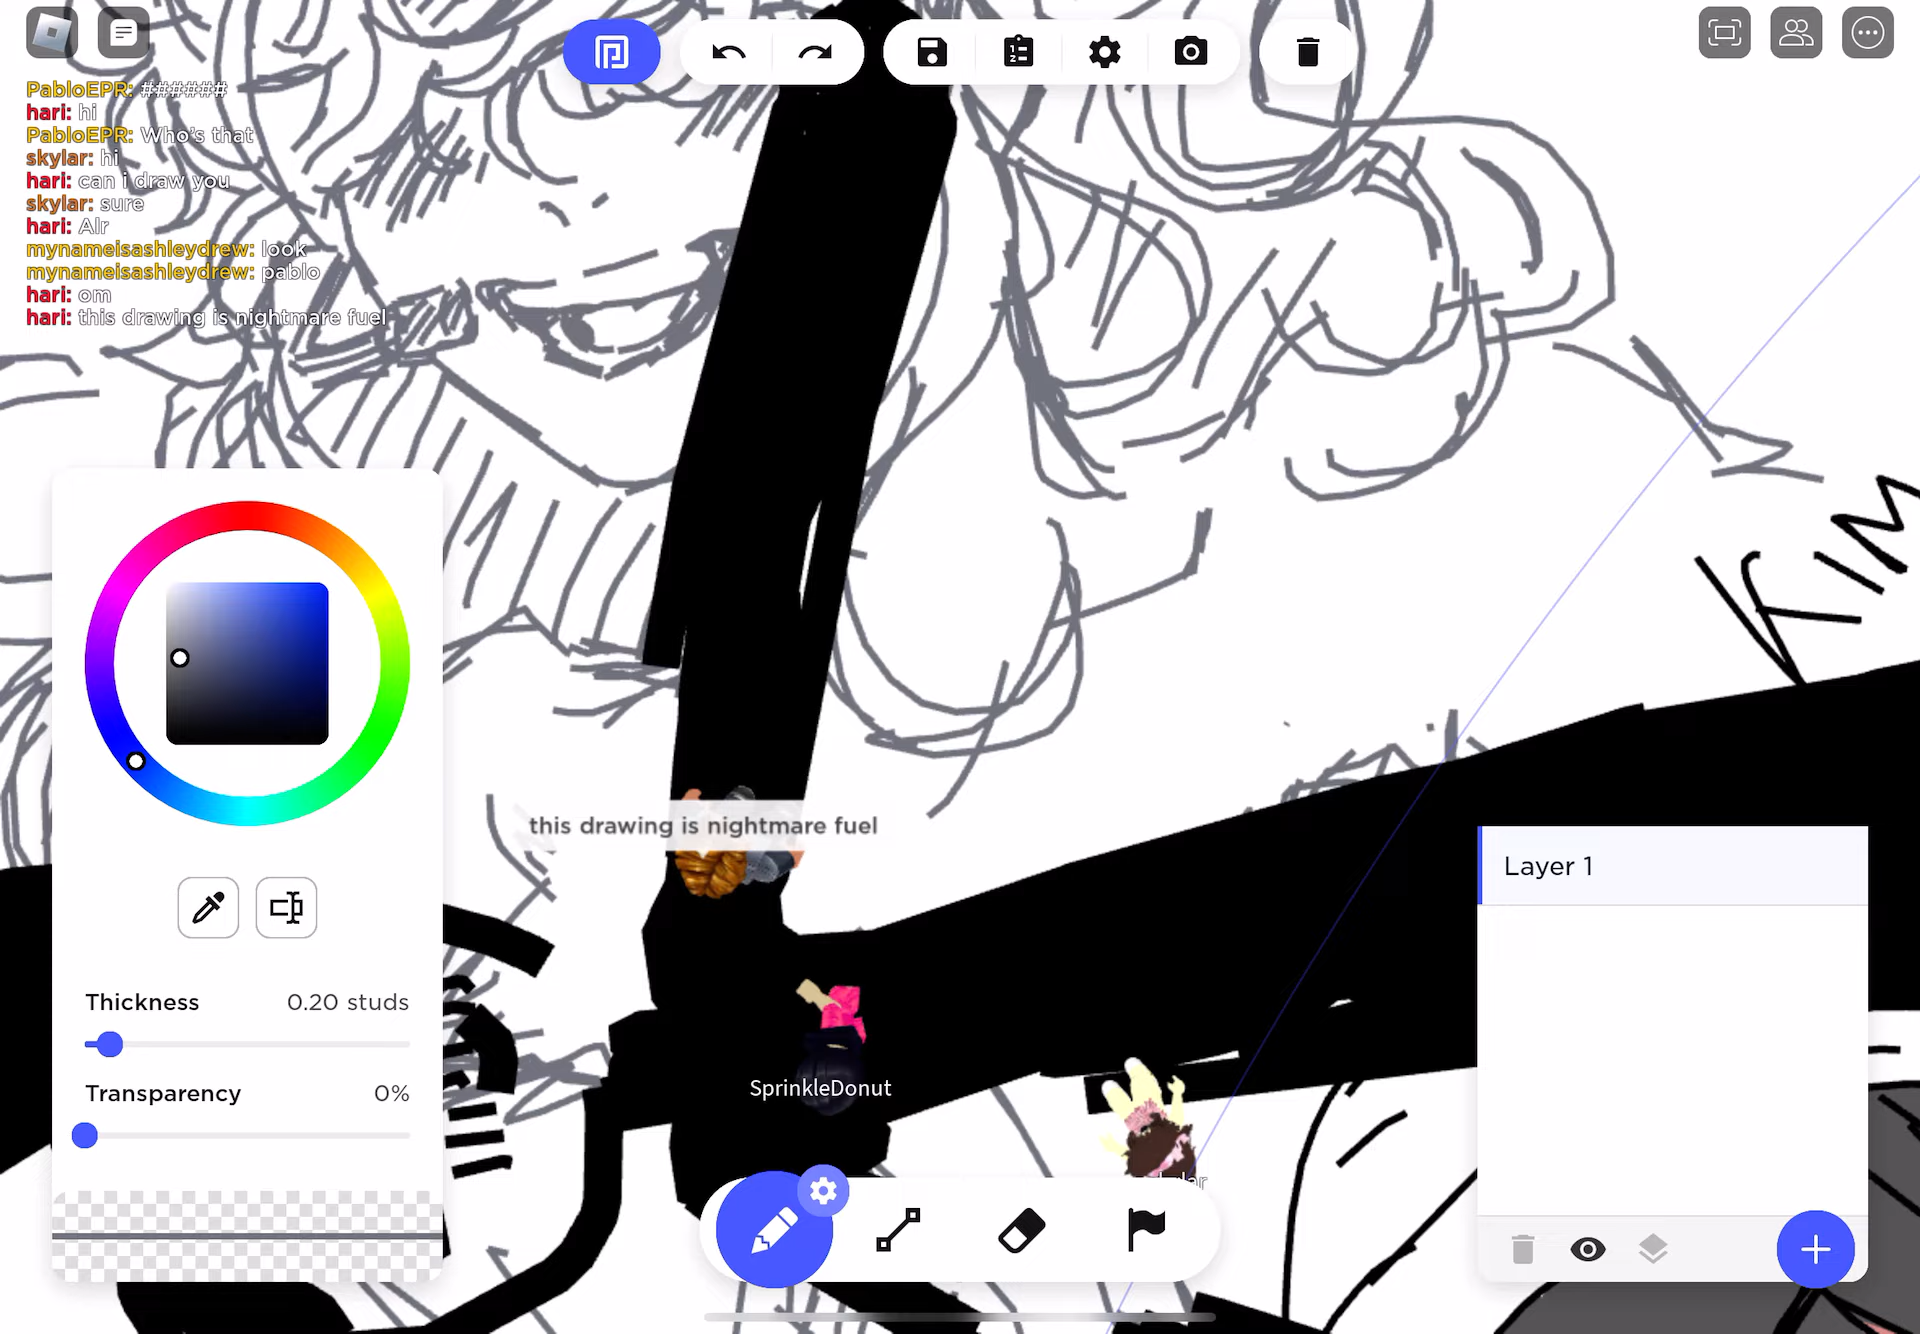 PabloEPR: ######
hari: hi
PabloEPR: Who's that
skylar: hi
hari: can i draw you
skylar: sure
hari: Alr
mynameisashleydrew: look
mynameisashleydrew: pablo
hari: om
hari: this drawing is nightmare fuel
KIM
this drawing is nightmare fuel
Layer 1
Thickness 0.20 studs
SprinkleDonut
Transparency 0%